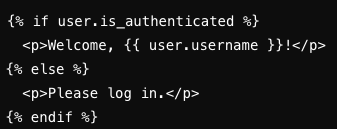 {% if user.is_authenticated %}
  <p>Welcome, {{ user.username }}!</p>
{% else %}
  <p>Please log in.</p>
{% endif %}